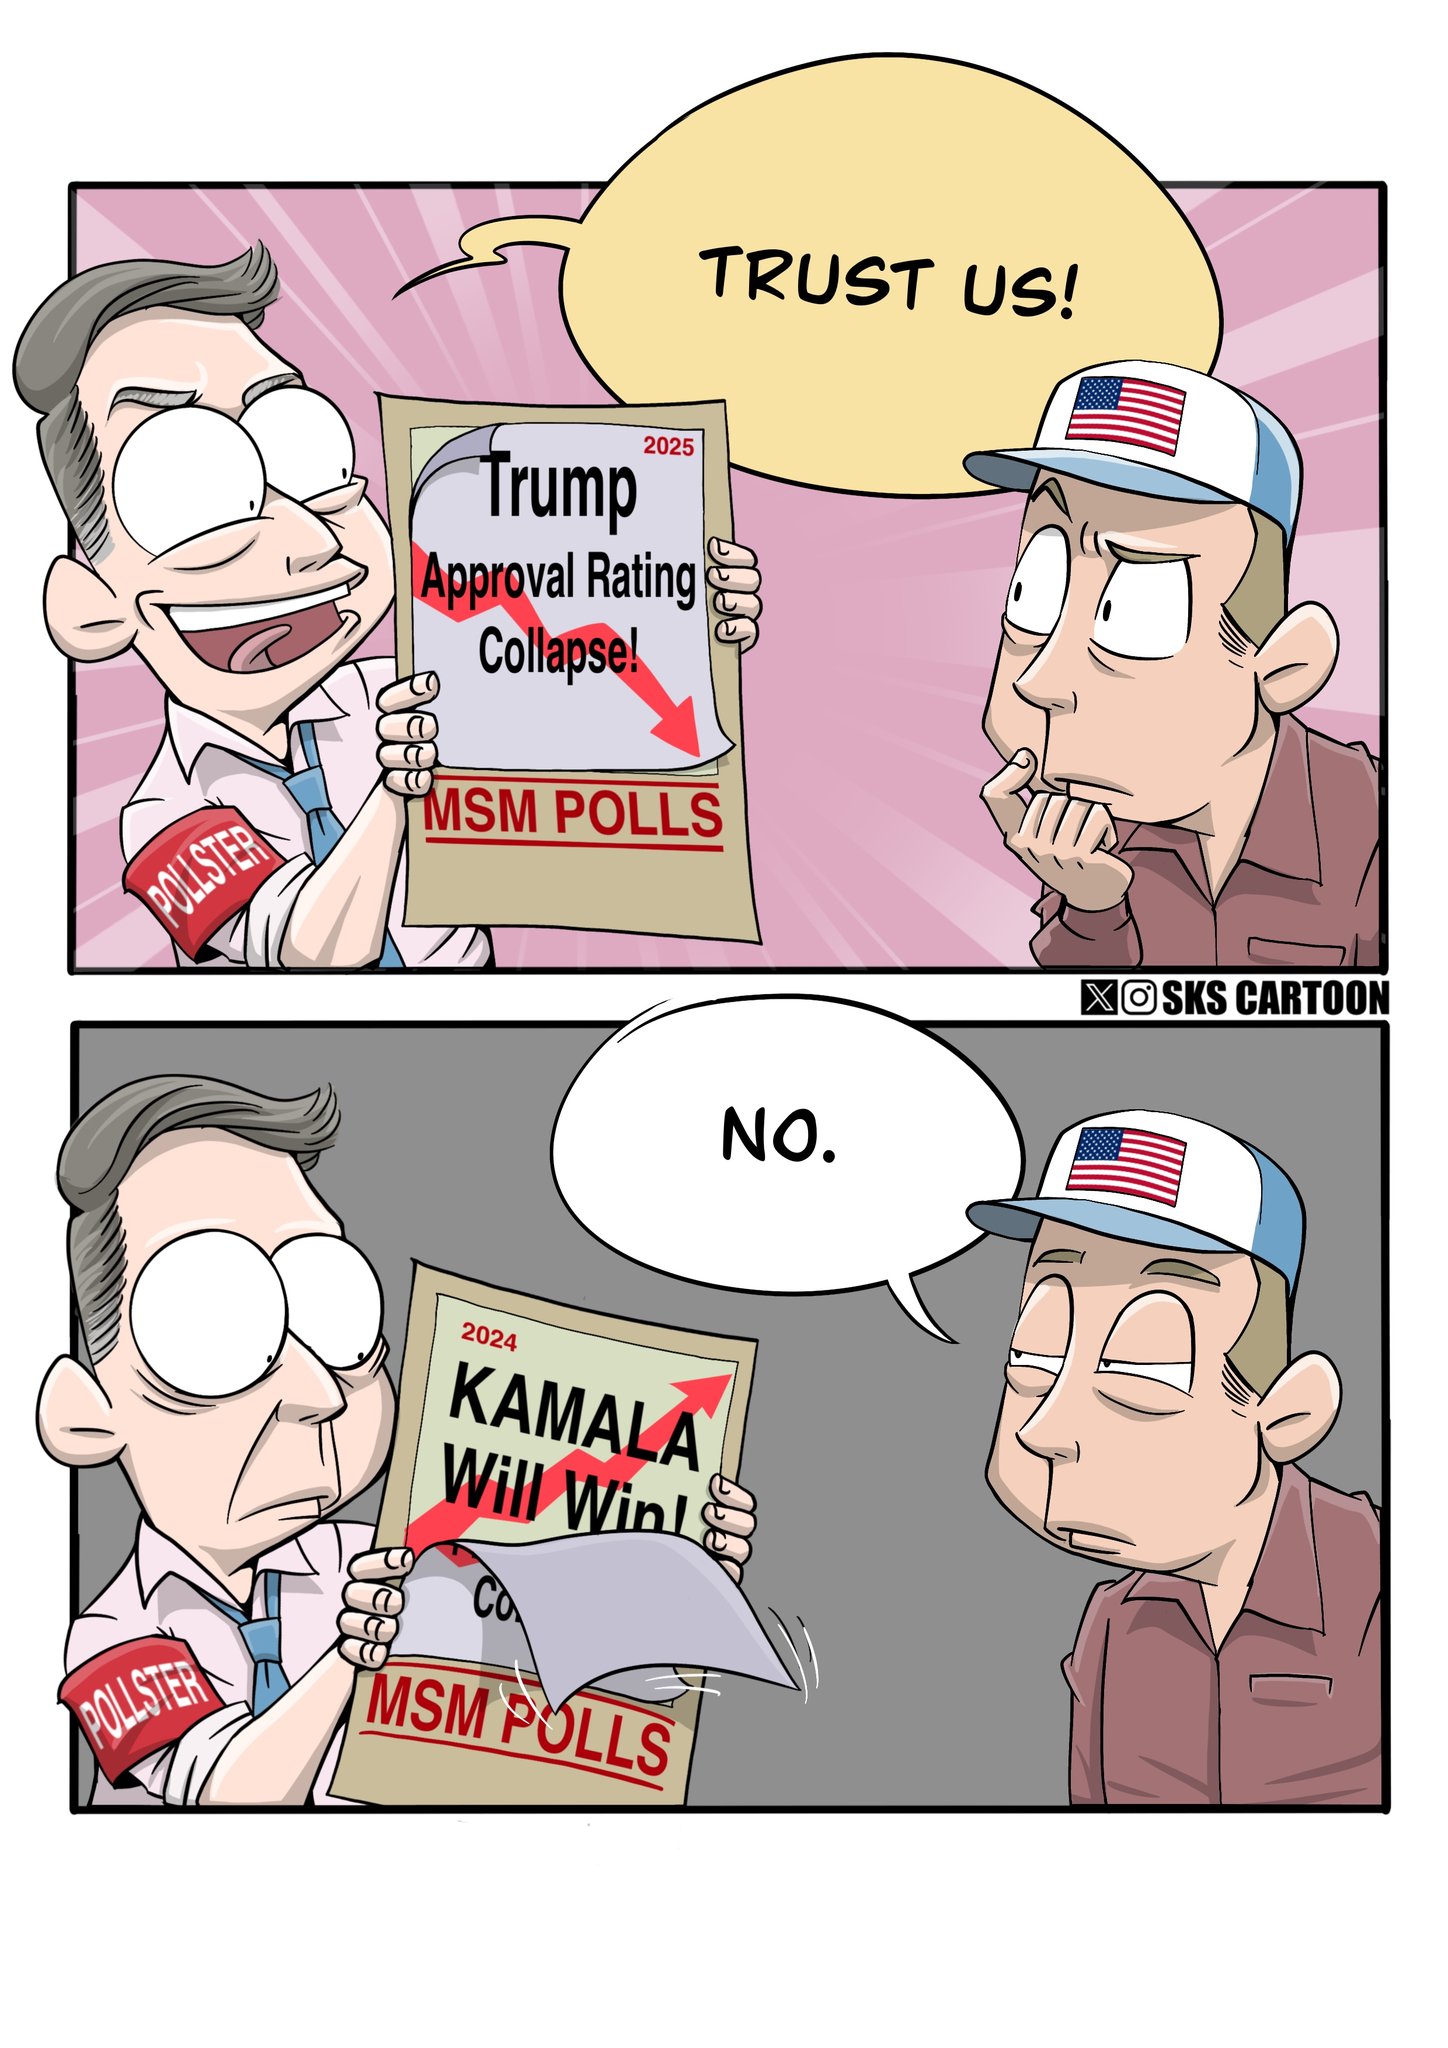 TRUST US!
2025
Trump
Approval Rating
Collapse!
MSM POLLS
POLLSTER
SKS CARTOON
NO.
2024
KAMALA
Will Win!
MSM POLLS
POLLSTER